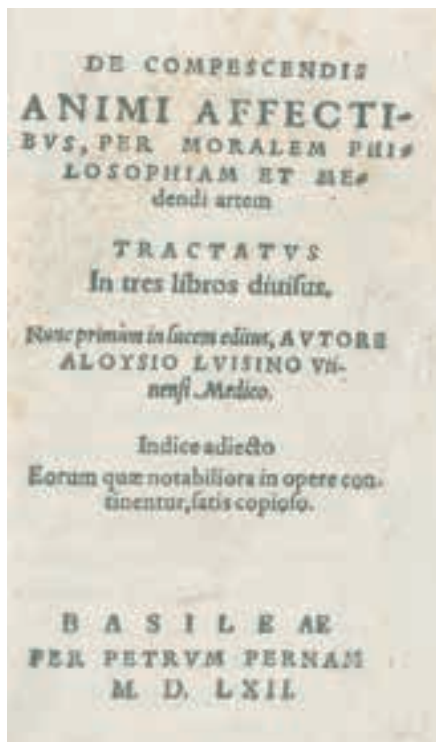 DE COMPESCENDIS
ANIMI AFFECTI-
BVS, PER MORALEM PHI-
LOSOPHIAM ET ME-
dendi artem
TRACTATVS
In tres libros diuisus.
Nunc primùm in lucem editus, AVTORE
ALOYSIO LVISINO Vti-
nensi Medico.
Indice adiecto
Eorum quæ notabiliora in opere con-
tinentur, satis copioso.
BASILEAE
PER PETRVM PERNAM
M. D. LXII.